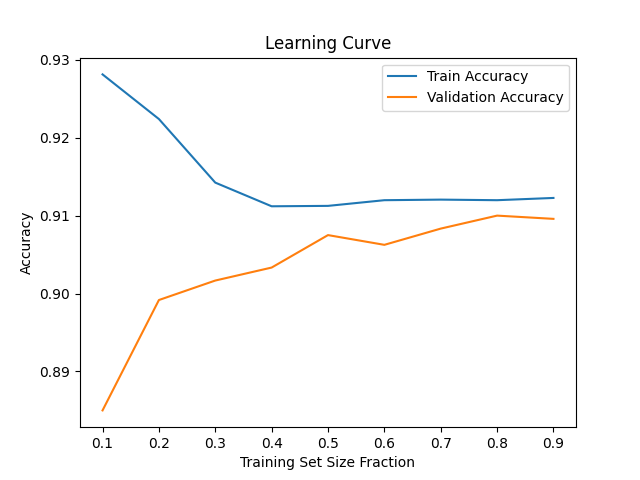 Learning Curve
Train Accuracy
Validation Accuracy
0.93
0.92
0.91
0.90
0.89
Accuracy
0.1 0.2 0.3 0.4 0.5 0.6 0.7 0.8 0.9
Training Set Size Fraction